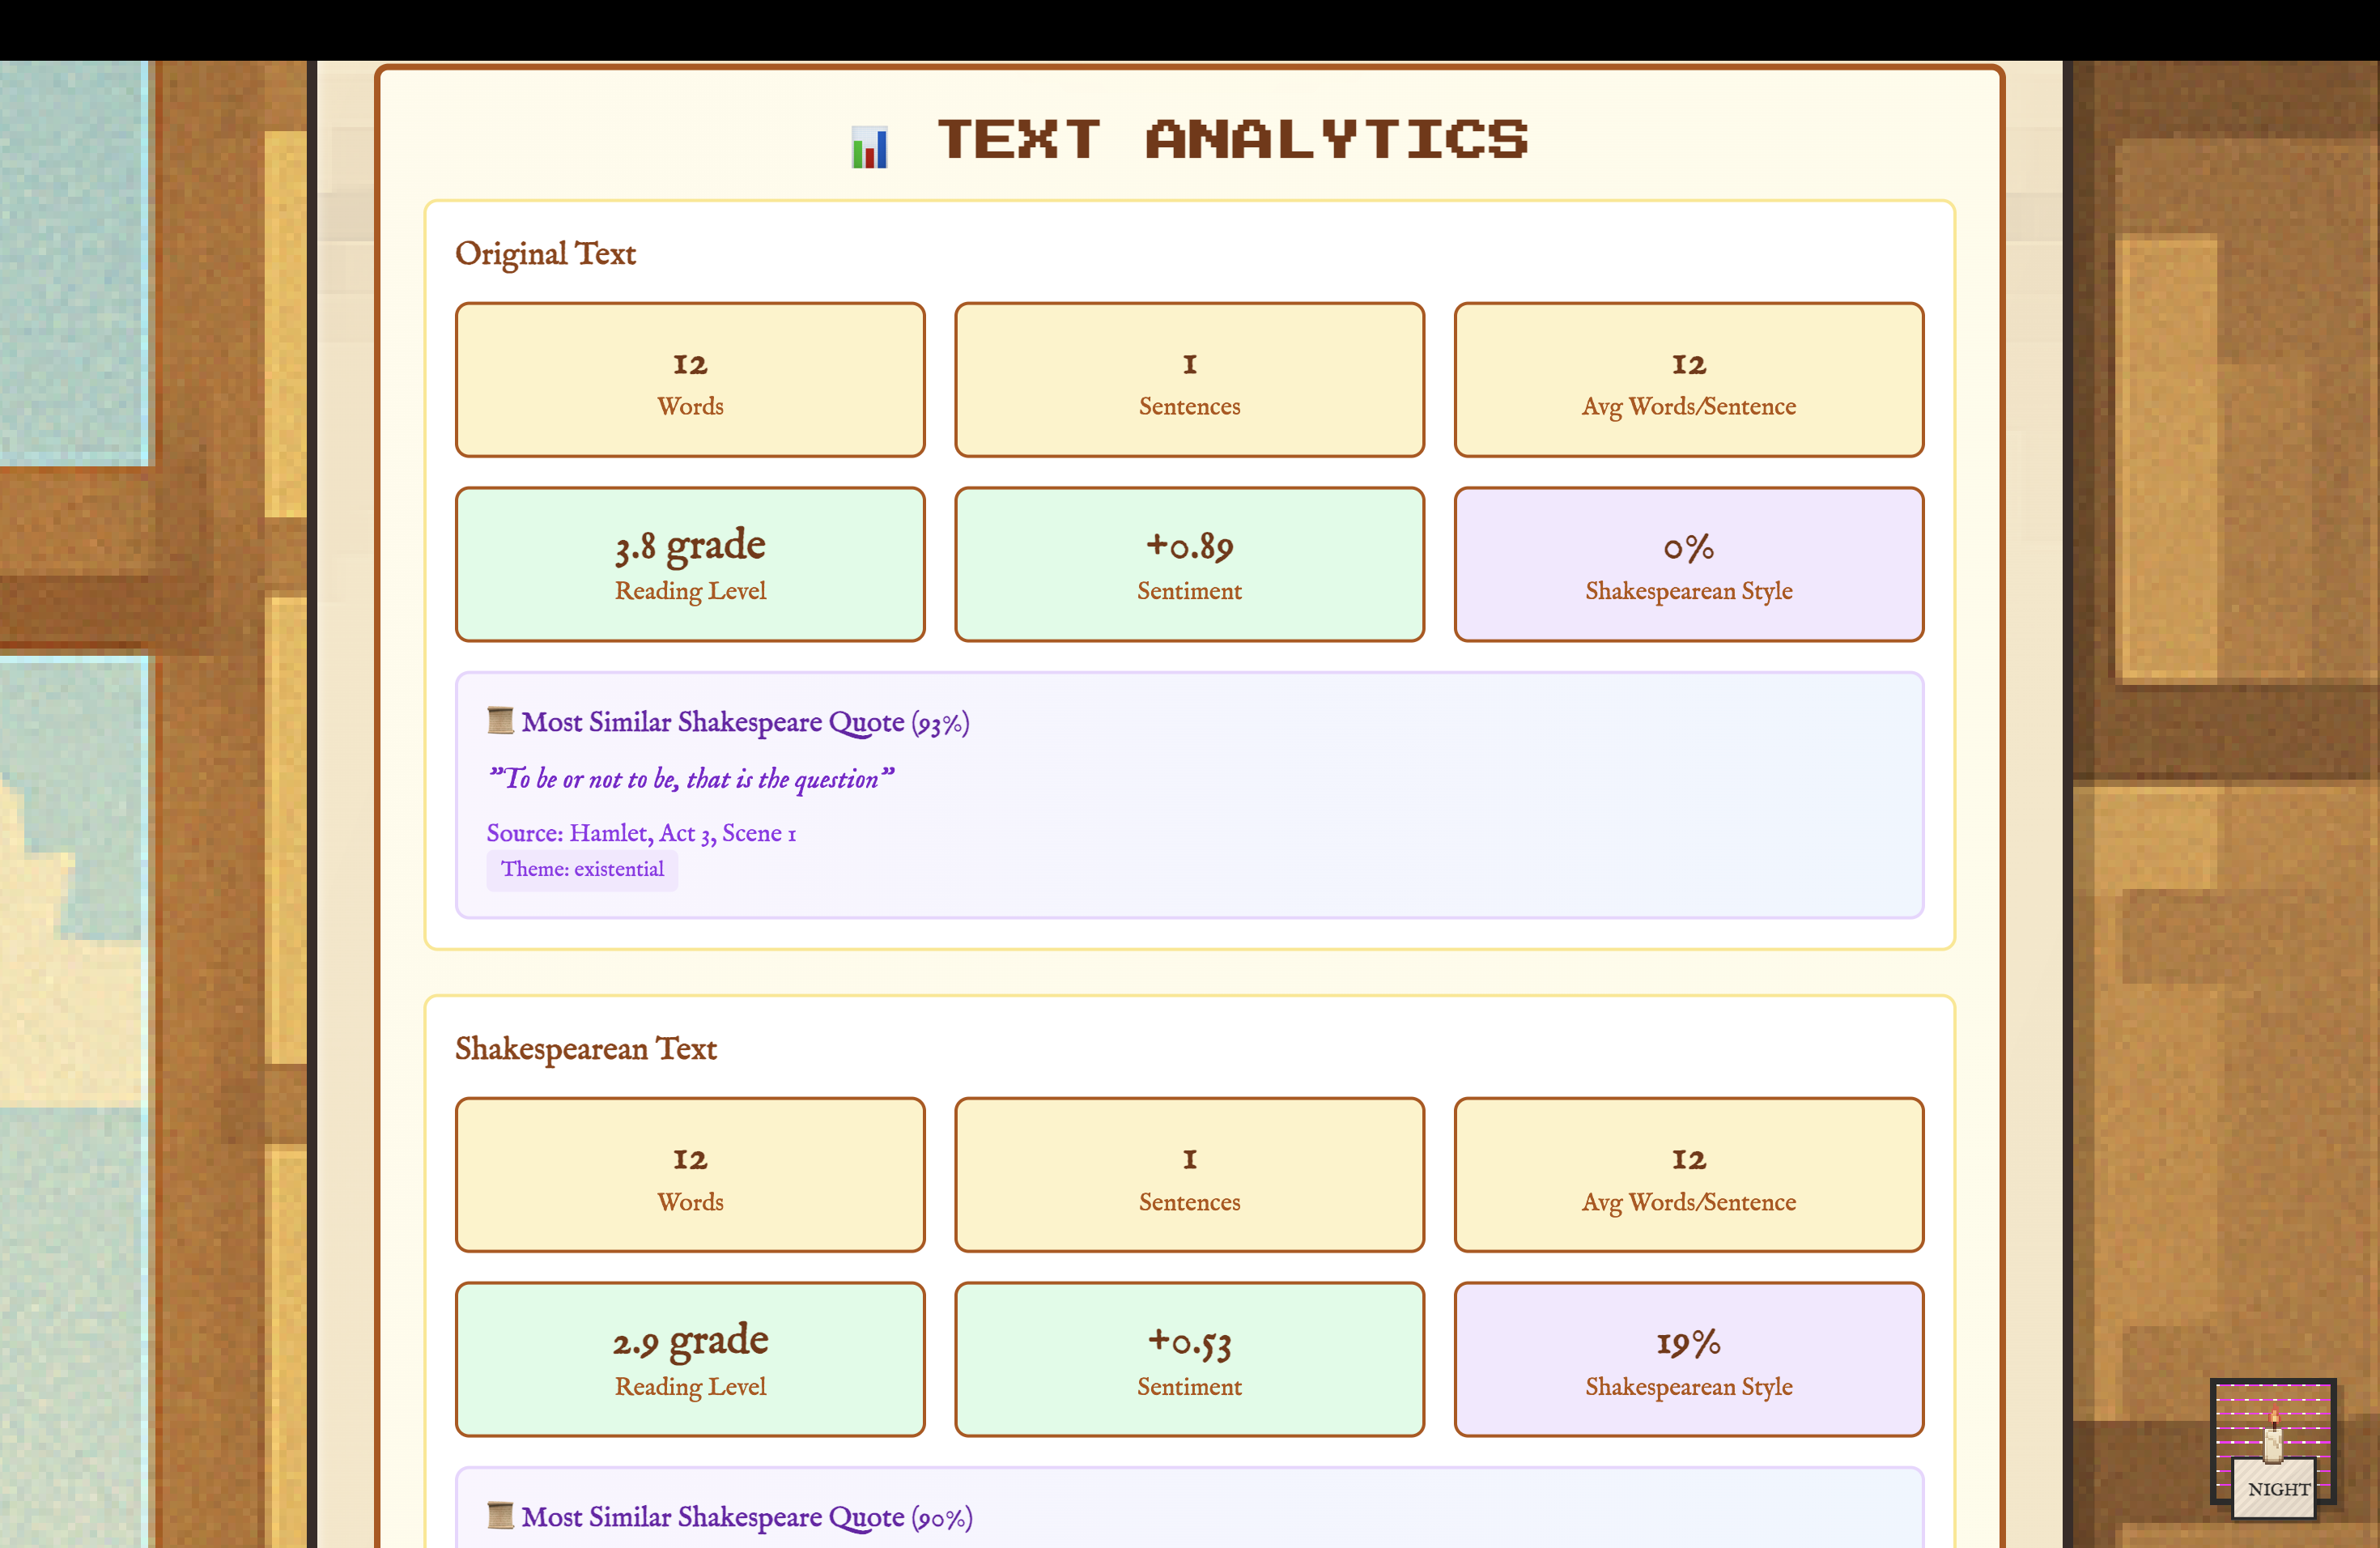 TEXT ANALYTICS
Original Text
12
Words
1
Sentences
12
Avg Words/Sentence
3.8 grade
Reading Level
+0.89
Sentiment
0%
Shakespearean Style
Most Similar Shakespeare Quote (93%)
"To be or not to be, that is the question"
Source: Hamlet, Act 3, Scene 1
Theme: existential
Shakespearean Text
12
Words
1
Sentences
12
Avg Words/Sentence
2.9 grade
Reading Level
+0.53
Sentiment
19%
Shakespearean Style
Most Similar Shakespeare Quote (90%)
NIGHT